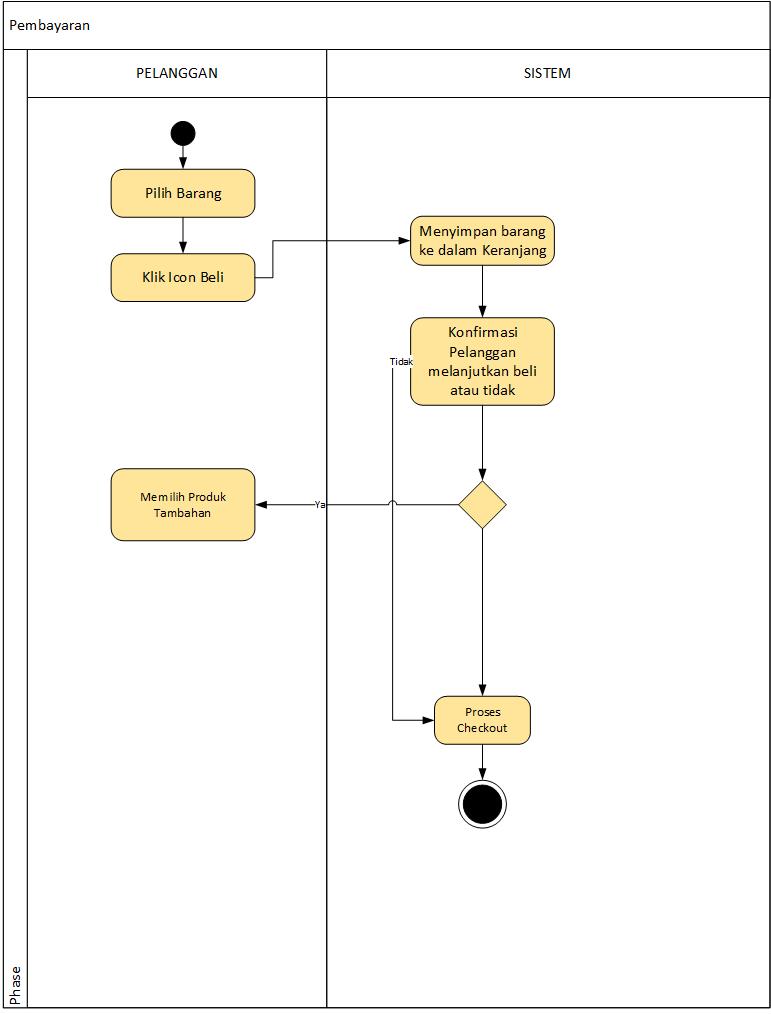 Pembayaran
PELANGGAN
SISTEM
Pilih Barang
Klik Icon Beli
Menyimpan barang
ke dalam Keranjang
Konfirmasi
Pelanggan
melanjutkan beli
atau tidak
Tidak
Memilih Produk
Tambahan
Ya
Proses
Checkout
Phase